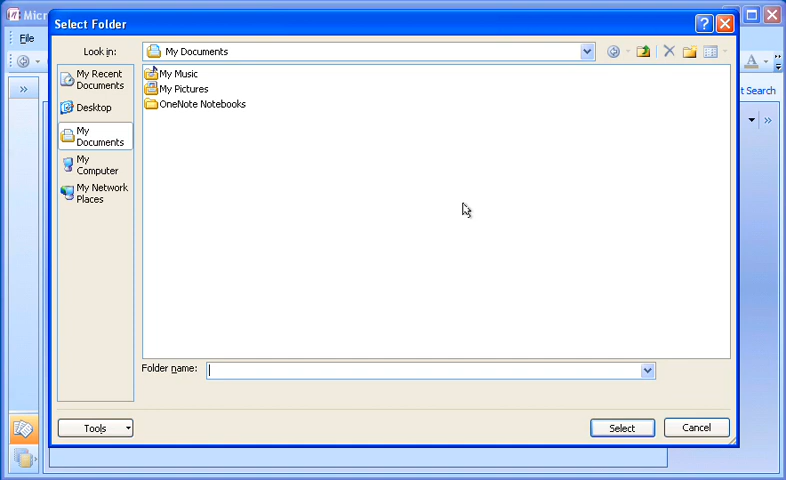 Micr
Select Folder
File
Look in:
My Documents
My Recent
Documents
Desktop
My
Documents
My
Computer
My Network
Places
My Music
My Pictures
OneNote Notebooks
t Search
A
Folder name:
Tools
Select
Cancel